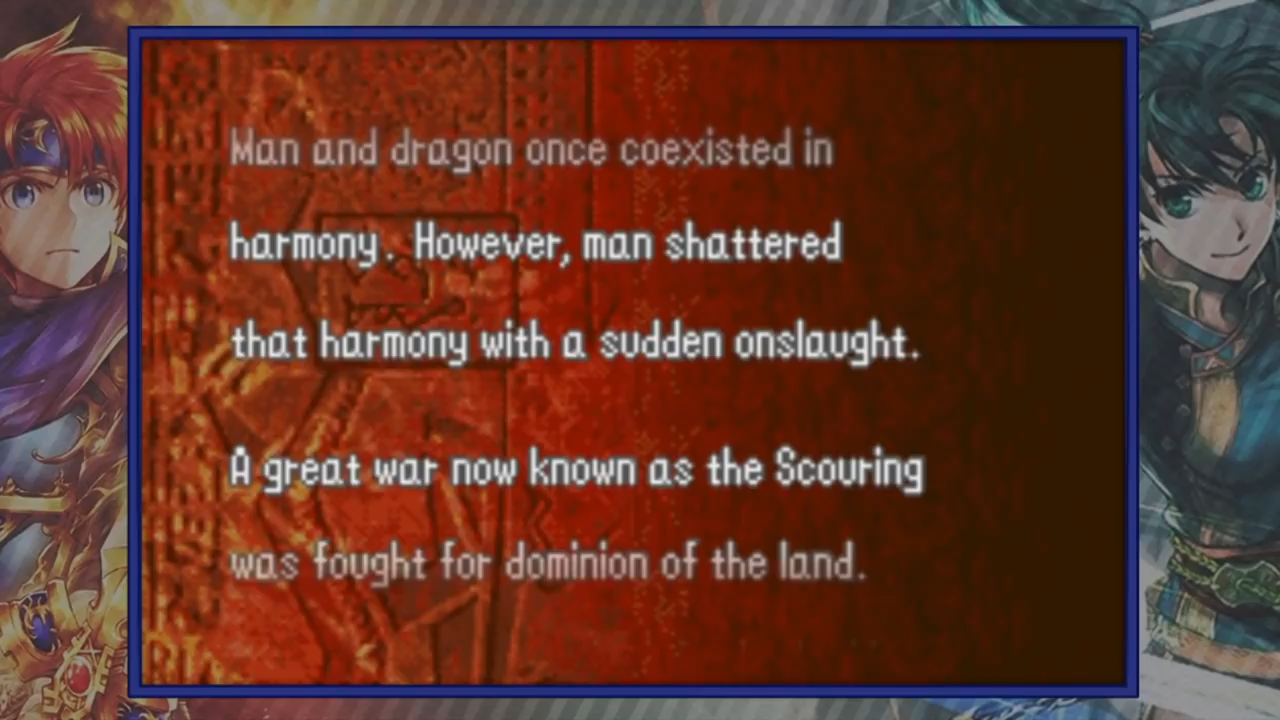 Man and dragon once coexisted in
harmony. However, man shattered
that harmony with a sudden onslaught.
A great war now known as the Scouring
was fought for dominion of the land.